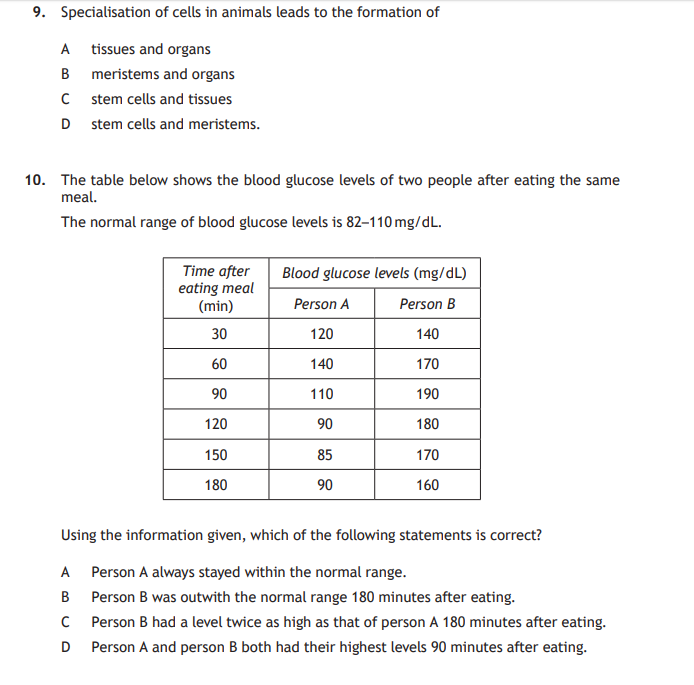 9. Specialisation of cells in animals leads to the formation of
A tissues and organs
B meristems and organs
C stem cells and tissues
D stem cells and meristems.
10. The table below shows the blood glucose levels of two people after eating the same
meal.
The normal range of blood glucose levels is 82–110 mg/dL.
Time after
eating meal
(min)
Blood glucose levels (mg/dL)
Person A Person B
30 120 140
60 140 170
90 110 190
120 90 180
150 85 170
180 90 160
Using the information given, which of the following statements is correct?
A Person A always stayed within the normal range.
B Person B was outwith the normal range 180 minutes after eating.
C Person B had a level twice as high as that of person A 180 minutes after eating.
D Person A and person B both had their highest levels 90 minutes after eating.